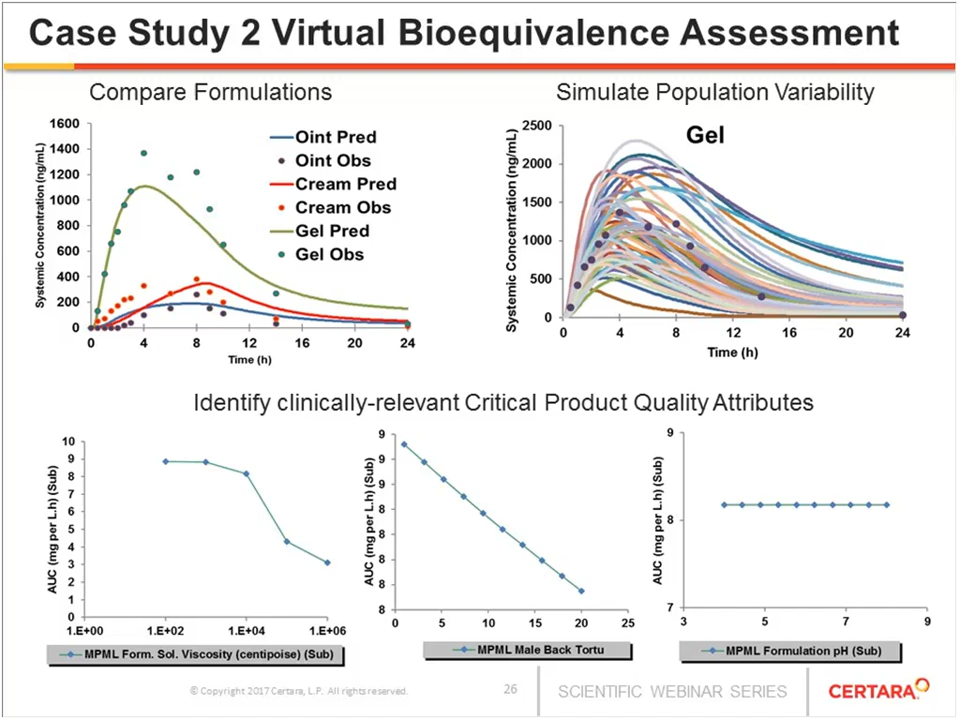 Case Study 2 Virtual Bioequivalence Assessment
Compare Formulations
Simulate Population Variability
Systemic Concentration (ng/mL)
1600
1400
1200
1000
800
600
400
200
0
0 4 8 12 16 20 24
Time (h)
Oint Pred
Oint Obs
Cream Pred
Cream Obs
Gel Pred
Gel Obs
Gel
Systemic Concentration (ng/mL)
2500
2000
1500
1000
500
0
0 4 8 12 16 20 24
Time (h)
Identify clinically-relevant Critical Product Quality Attributes
AUC (mg per L.h) (Sub)
10
9
8
7
6
5
4
3
2
1
0
1.E+00 1.E+02 1.E+04 1.E+06
MPML Form. Sol. Viscosity (centipoise) (Sub)
AUC (mg per L.h) (Sub)
9
9
9
8
8
8
8
8
0 5 10 15 20 25
MPML Male Back Tortu
AUC (mg per L.h) (Sub)
9
8
7
3 5 7 9
MPML Formulation pH (Sub)
© Copyright 2017 Certara, L.P. All rights reserved.
26
SCIENTIFIC WEBINAR SERIES
CERTARA